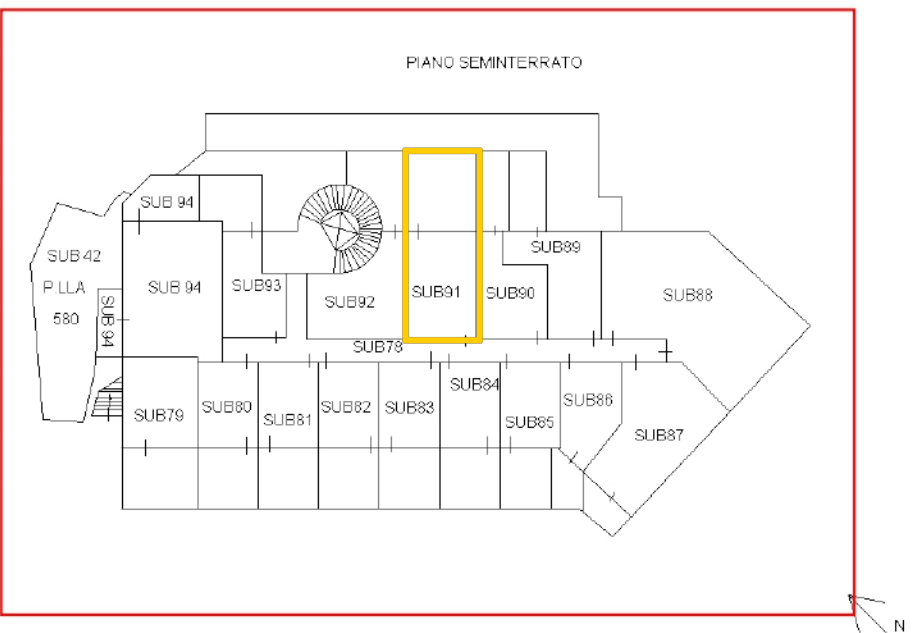 PIANO SEMINTERRATO
SUB 94
SUB 42
P.LLA
580
SUB 94
SUB 94
SUB93
SUB92
SUB91
SUB90
SUB89
SUB88
SUB78
SUB79
SUB80
SUB81
SUB82
SUB83
SUB84
SUB85
SUB86
SUB87
N